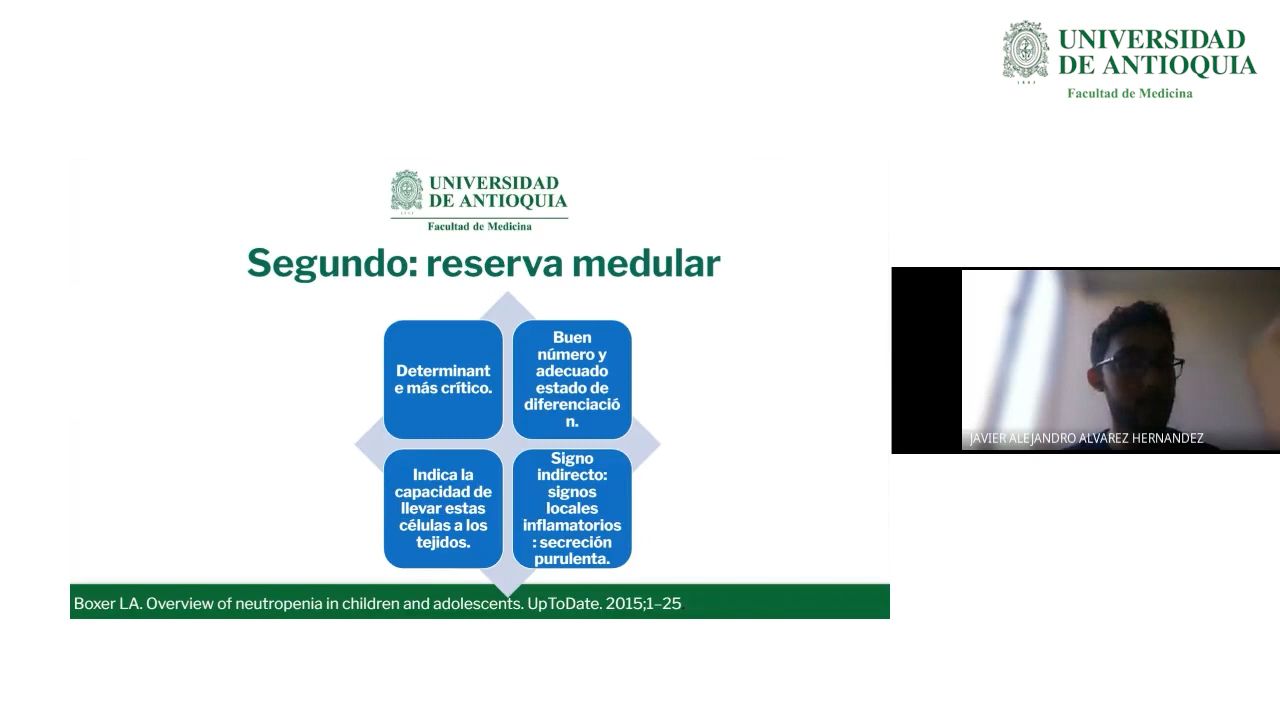 UNIVERSIDAD
DE ANTIOQUIA
1803
Facultad de Medicina
UNIVERSIDAD
DE ANTIOQUIA
1803
Facultad de Medicina
Segundo: reserva medular
Determinant
e más crítico.
Buen
número y
adecuado
estado de
diferenciació
n.
Indica la
capacidad de
llevar estas
células a los
tejidos.
Signo
indirecto:
signos
locales
inflamatorios
: secreción
purulenta.
JAVIER ALEJANDRO ALVAREZ HERNANDEZ
Boxer LA. Overview of neutropenia in children and adolescents. UpToDate. 2015;1–25